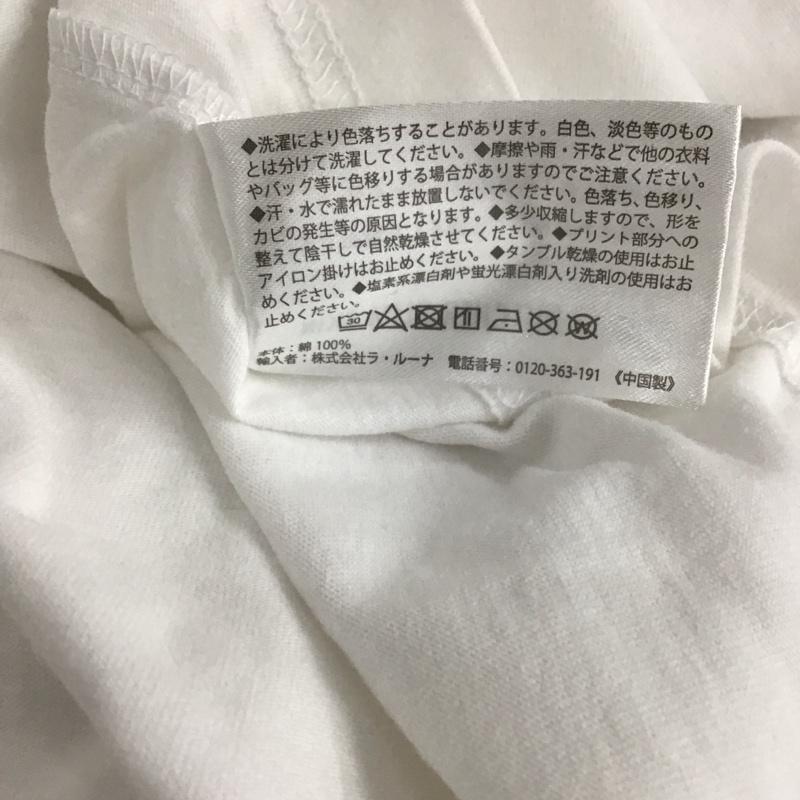 ◆洗濯により色落ちすることがあります。白色、淡色等のもの
とは分けて洗濯してください。◆摩擦や雨・汗などで他の衣料
やバッグ等に色移りする場合がありますのでご注意ください。
◆汗・水で濡れたまま放置しないでください。色落ち、色移り、
カビの発生等の原因となります。◆多少収縮しますので、形を
整えて陰干しで自然乾燥させてください。◆プリント部分への
アイロン掛けはお止めください。◆タンブル乾燥の使用はお止
めください。◆塩素系漂白剤や蛍光漂白剤入り洗剤の使用はお
止めください。
30 W
本体：綿 100%
輸入者：株式会社ラ・ルーナ 電話番号：0120-363-191 《中国製》